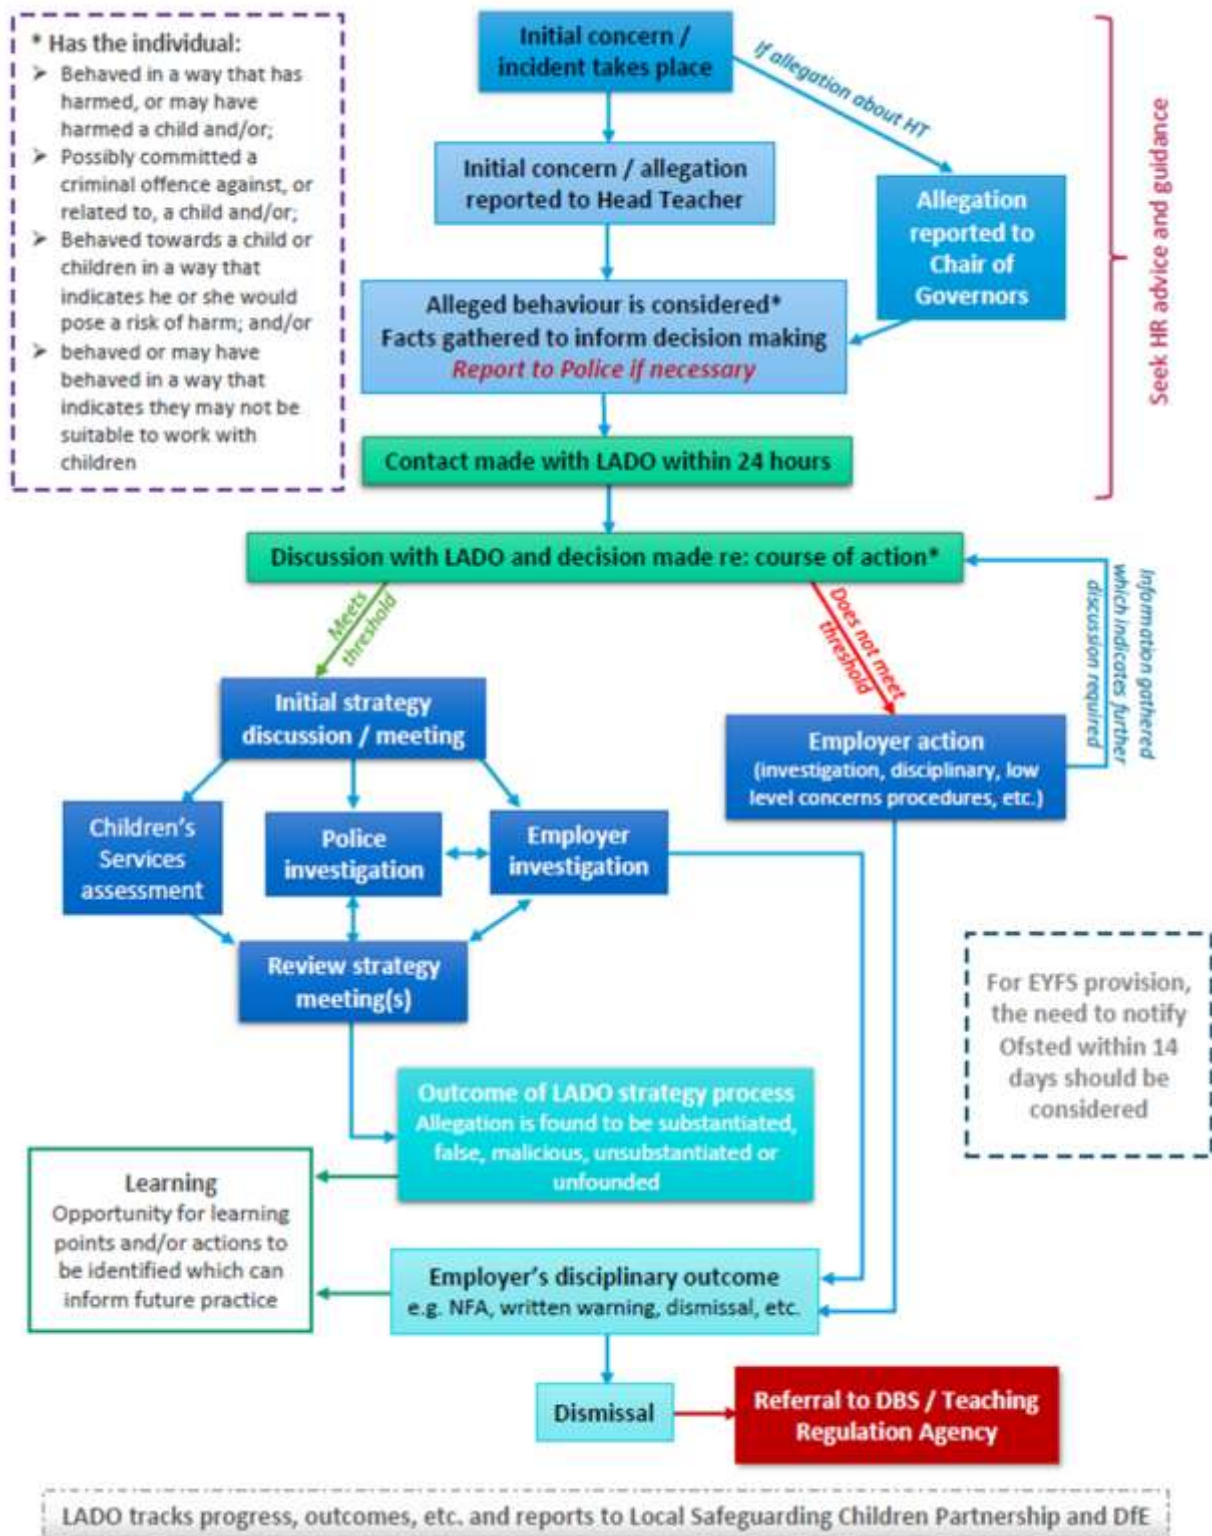 * Has the individual:
➢ Behaved in a way that has
harmed, or may have
harmed a child and/or;
➢ Possibly committed a
criminal offence against, or
related to, a child and/or;
➢ Behaved towards a child or
children in a way that
indicates he or she would
pose a risk of harm; and/or
➢ behaved or may have
behaved in a way that
indicates they may not be
suitable to work with
children
Initial concern /
incident takes place
If allegation about HT
Initial concern / allegation
reported to Head Teacher
Allegation
reported to
Chair of
Governors
Seek HR advice and guidance
Alleged behaviour is considered*
Facts gathered to inform decision making
Report to Police if necessary
Contact made with LADO within 24 hours
Discussion with LADO and decision made re: course of action*
Meets
threshold
Does not meet
threshold
Information gathered
which indicates further
discussion required
Initial strategy
discussion / meeting
Employer action
(investigation, disciplinary, low
level concerns procedures, etc.)
Children's
Services
assessment
Police
investigation
Employer
investigation
Review strategy
meeting(s)
For EYFS provision,
the need to notify
Ofsted within 14
days should be
considered
Outcome of LADO strategy process
Allegation is found to be substantiated,
false, malicious, unsubstantiated or
unfounded
Learning
Opportunity for learning
points and/or actions to
be identified which can
inform future practice
Employer's disciplinary outcome
e.g. NFA, written warning, dismissal, etc.
Dismissal
Referral to DBS / Teaching
Regulation Agency
LADO tracks progress, outcomes, etc. and reports to Local Safeguarding Children Partnership and DfE